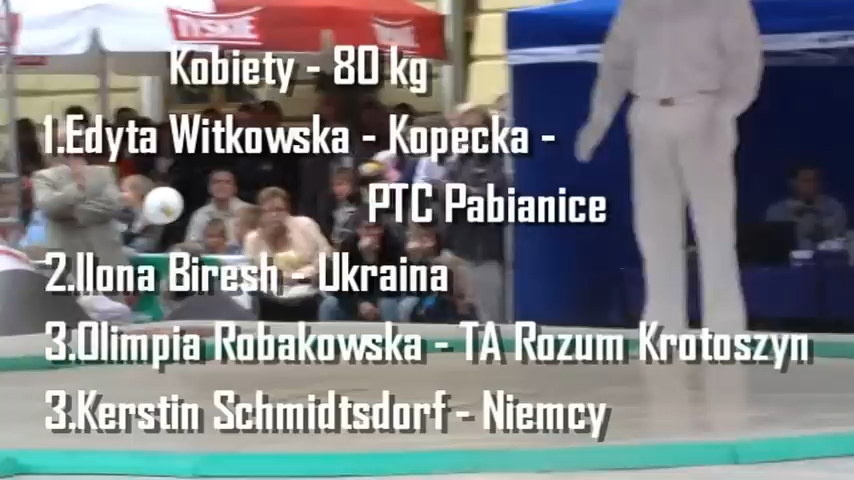 TYSKIE
Kobiety - 80 kg
1.Edyta Witkowska - Kopecka -
PTC Pabianice
2.Ilona Biresh - Ukraina
3.Olimpia Robakowska - TA Rozum Krotoszyn
3.Kerstin Schmidtsdorf - Niemcy